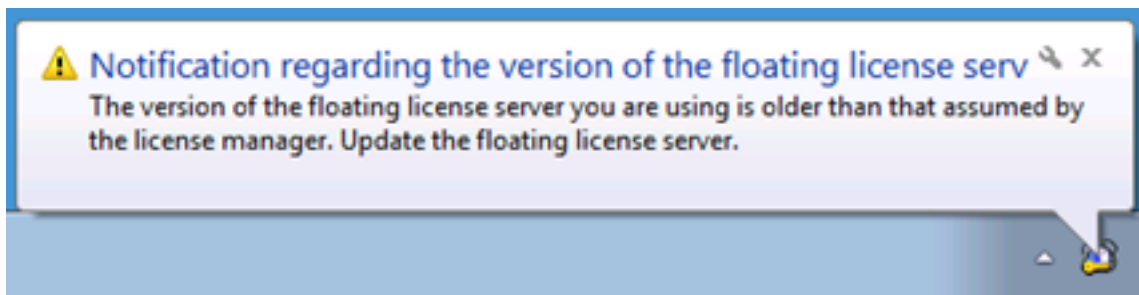 Notification regarding the version of the floating license serv
The version of the floating license server you are using is older than that assumed by
the license manager. Update the floating license server.